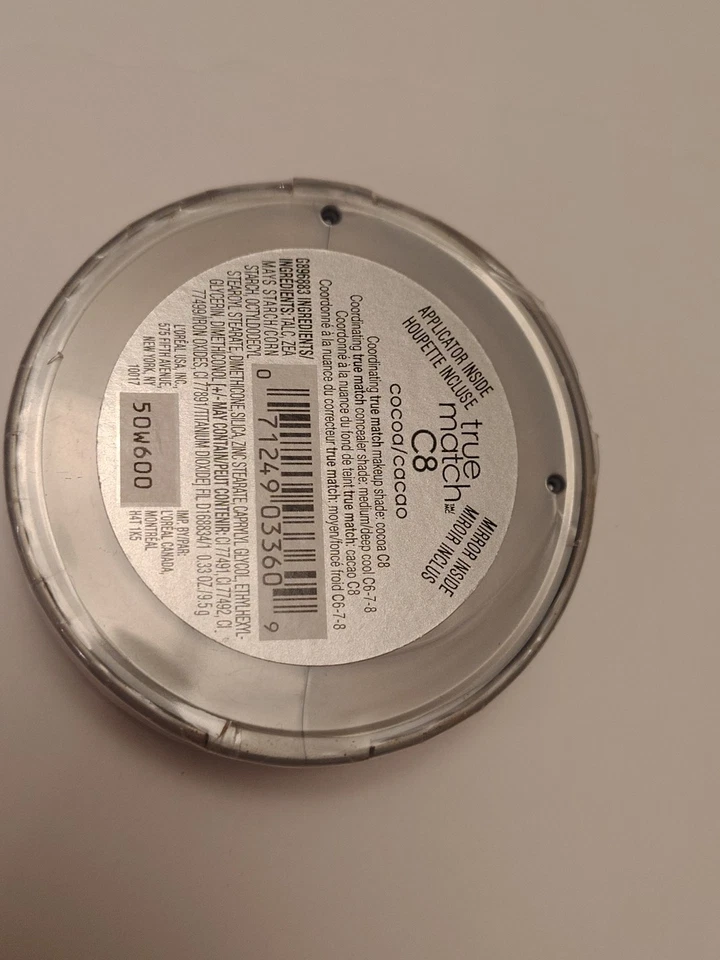 APPLICATOR INSIDE
HOUPETTE INCLUSE
MIRROR INSIDE
MIROIR INCLUS
true
match™
C8
cocoa/cacao
Coordinating true match makeup shade: cocoa C8
Coordinating true match concealer shade: medium/deep cool C6-7-8
Coordonné à la nuance du fond de teint true match: cacao C8
Coordonné à la nuance du correcteur true match: moyen/foncé froid C6-7-8
0 71249 03360 9
G896883 INGREDIENTS/
INGRÉDIENTS: TALC, ZEA
MAYS STARCH/CORN
STARCH, OCTYLDODECYL
STEAROYL STEARATE, DIMETHICONE, SILICA, ZINC STEARATE, CAPRYLYL GLYCOL, ETHYLHEXYL-
GLYCERIN, DIMETHICONOL, [+/- MAY CONTAIN/PEUT CONTENIR: CI 77491, CI 77492, CI
77499/IRON OXIDES, CI 77891/TITANIUM DIOXIDE] FIL D168834/1 0.33 OZ/9.5 g
L'ORÉAL USA, INC.
575 FIFTH AVENUE,
NEW YORK, NY
10017
50W600
IMP. BY/PAR:
L'ORÉAL CANADA,
MONTRÉAL
H4T 1K5